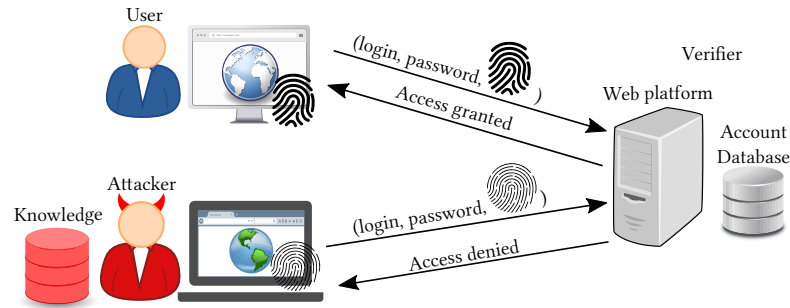 User
(login, password, )
Access granted
Verifier
Web platform
Account
Database
Attacker
Knowledge
(login, password, )
Access denied